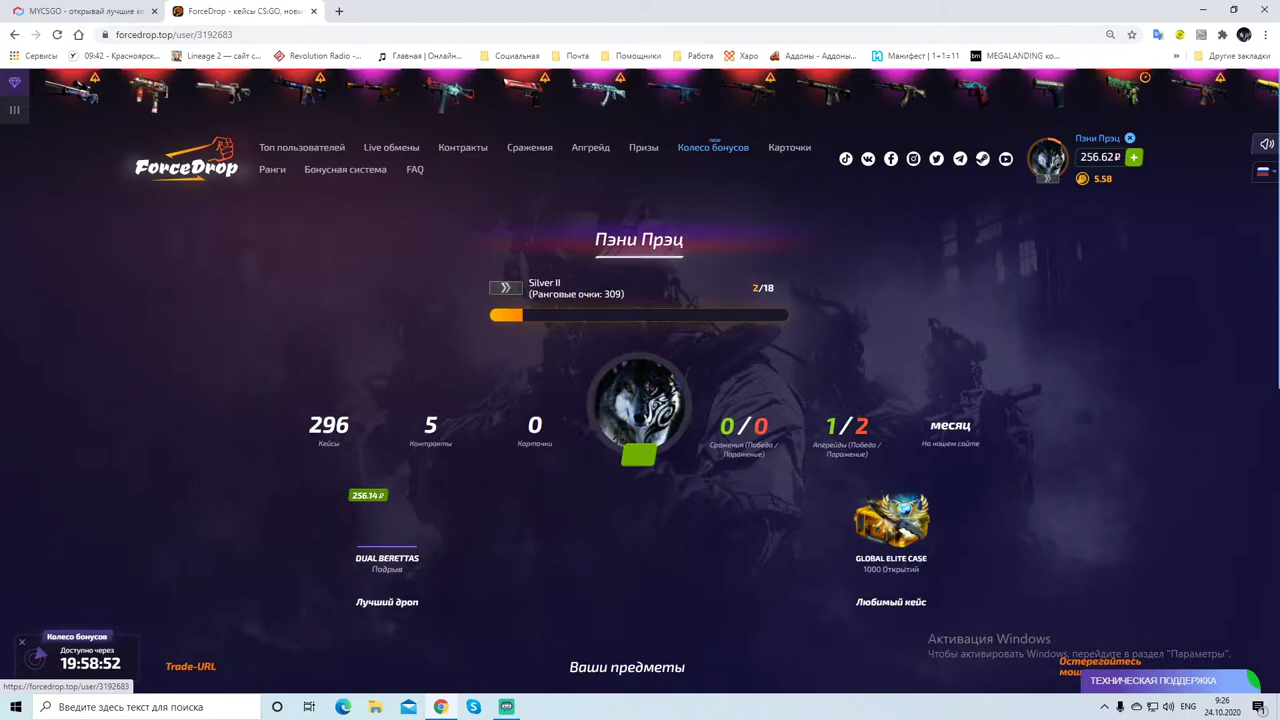 MYCSGO - открывай лучшие ке
ForceDrop - кейсы CS:GO, новы
forcedrop.top/user/3192683
Сервисы
09:42 - Красноярск...
Lineage 2 — сайт с...
Revolution Radio -...
Главная | Онлайн...
Социальная
Почта
Помощники
Работа
Харо
Аддоны - Аддоны...
Манифест | 1+1=11
MEGALANDING ко...
Другие закладки
ForceDrop
Топ пользователей
Live обмены
Контракты
Сражения
Апгрейд
Призы
new
Колесо бонусов
Карточки
Ранги
Бонусная система
FAQ
Пэни Прэц
256.62₽
5.58
Пэни Прэц
Silver II
(Ранговые очки: 309)
2/18
296
Кейсы
5
Контракты
0
Карточки
0/0
Сражения (Победа /
Поражение)
1/2
Апгрейды (Победа /
Поражение)
месяц
На нашем сайте
256.14 ₽
DUAL BERETTAS
Подрыв
Лучший дроп
GLOBAL ELITE CASE
1000 Открытий
Любимый кейс
Колесо бонусов
Доступно через
19:58:52
Trade-URL
Ваши предметы
Остерегайтесь
Активация Windows
Чтобы активировать Windows, перейдите в раздел "Параметры".
ТЕХНИЧЕСКАЯ ПОДДЕРЖКА
https://forcedrop.top/user/3192683
Введите здесь текст для поиска
ENG
9:26
24.10.2020